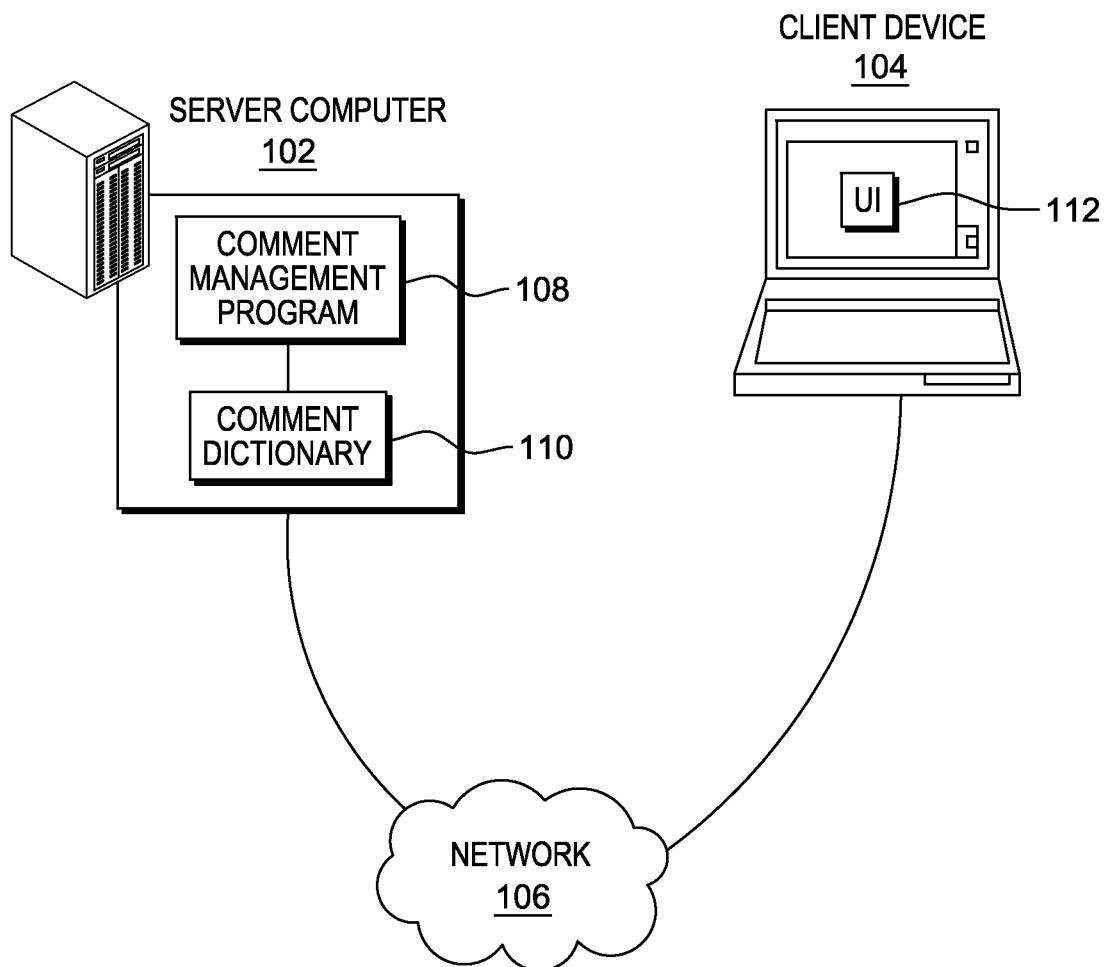 CLIENT DEVICE
104
SERVER COMPUTER
102
COMMENT
MANAGEMENT
PROGRAM
108
COMMENT
DICTIONARY
110
UI
112
NETWORK
106